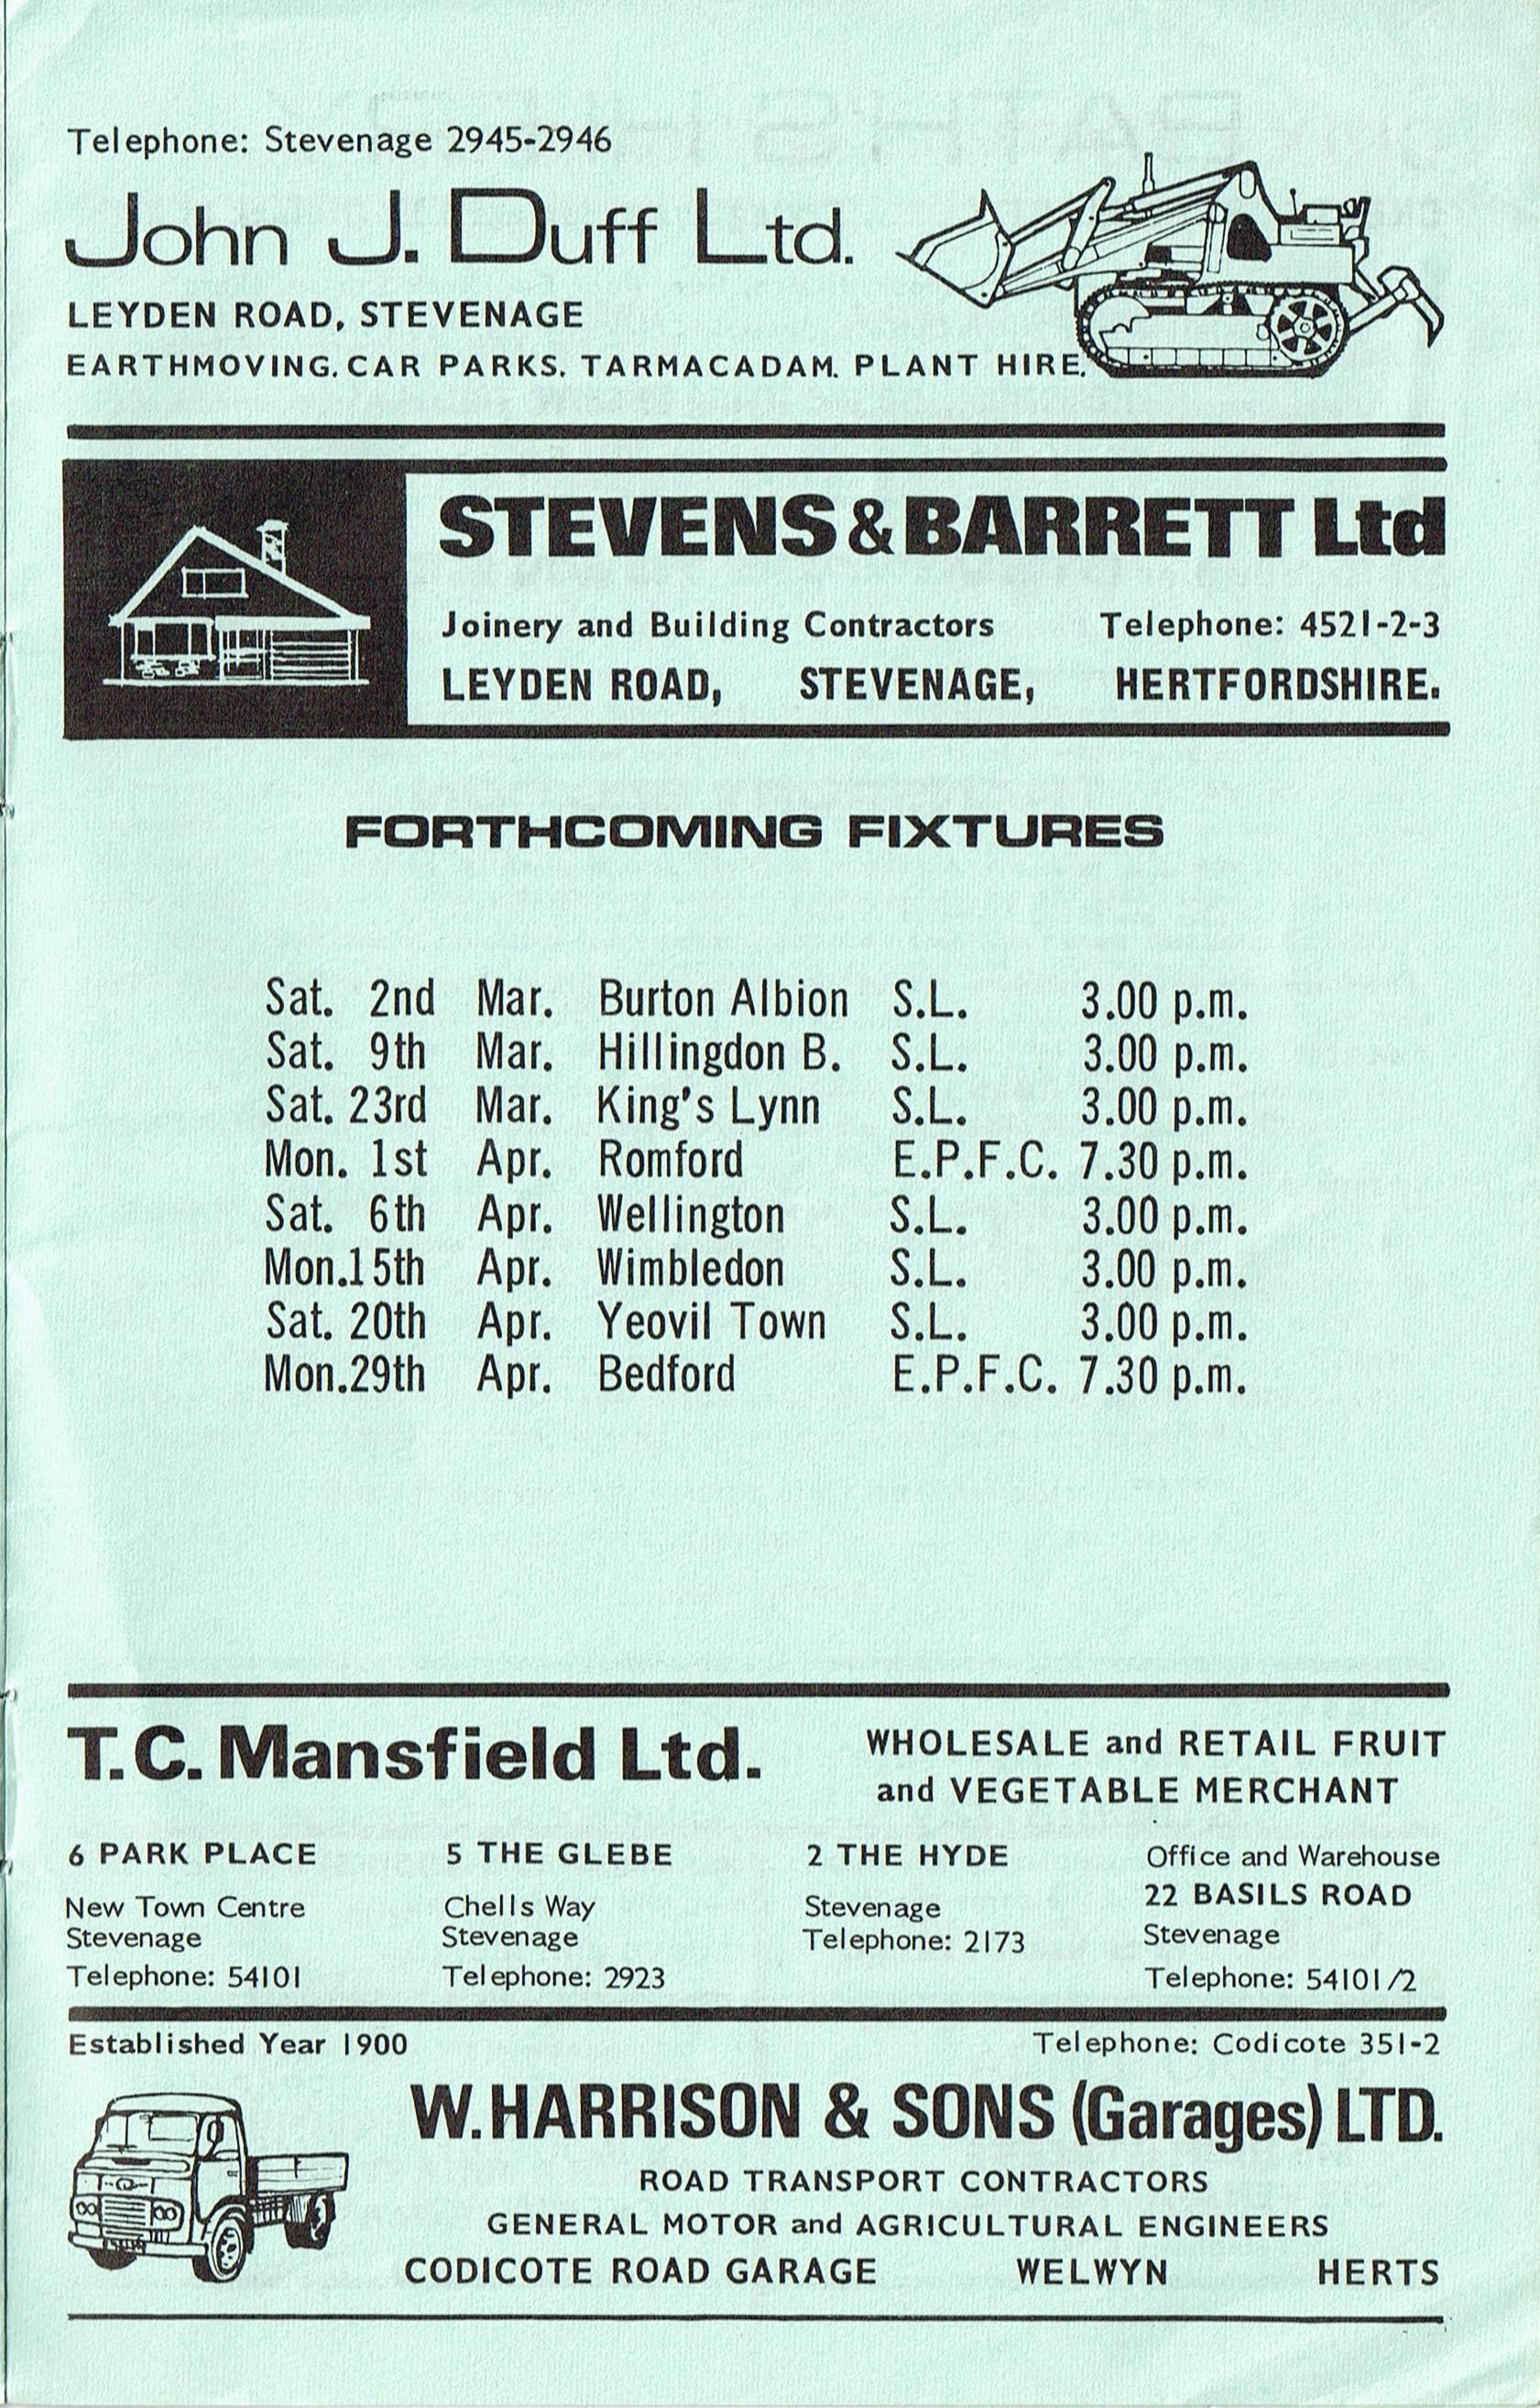 Telephone: Stevenage 2945-2946
John J. Duff Ltd.
LEYDEN ROAD, STEVENAGE
EARTHMOVING. CAR PARKS. TARMACADAM. PLANT HIRE.
STEVENS & BARRETT Ltd
Joinery and Building Contractors Telephone: 4521-2-3
LEYDEN ROAD, STEVENAGE, HERTFORDSHIRE.
FORTHCOMING FIXTURES
Sat. 2nd Mar. Burton Albion S.L. 3.00 p.m.
Sat. 9th Mar. Hillingdon B. S.L. 3.00 p.m.
Sat. 23rd Mar. King's Lynn S.L. 3.00 p.m.
Mon. 1st Apr. Romford E.P.F.C. 7.30 p.m.
Sat. 6th Apr. Wellington S.L. 3.00 p.m.
Mon. 15th Apr. Wimbledon S.L. 3.00 p.m.
Sat. 20th Apr. Yeovil Town S.L. 3.00 p.m.
Mon. 29th Apr. Bedford E.P.F.C. 7.30 p.m.
T.C. Mansfield Ltd.
WHOLESALE and RETAIL FRUIT
and VEGETABLE MERCHANT
6 PARK PLACE
New Town Centre
Stevenage
Telephone: 54101
5 THE GLEBE
Chells Way
Stevenage
Telephone: 2923
2 THE HYDE
Stevenage
Telephone: 2173
Office and Warehouse
22 BASILS ROAD
Stevenage
Telephone: 54101/2
Established Year 1900 Telephone: Codicote 351-2
W. HARRISON & SONS (Garages) LTD.
ROAD TRANSPORT CONTRACTORS
GENERAL MOTOR and AGRICULTURAL ENGINEERS
CODICOTE ROAD GARAGE WELWYN HERTS